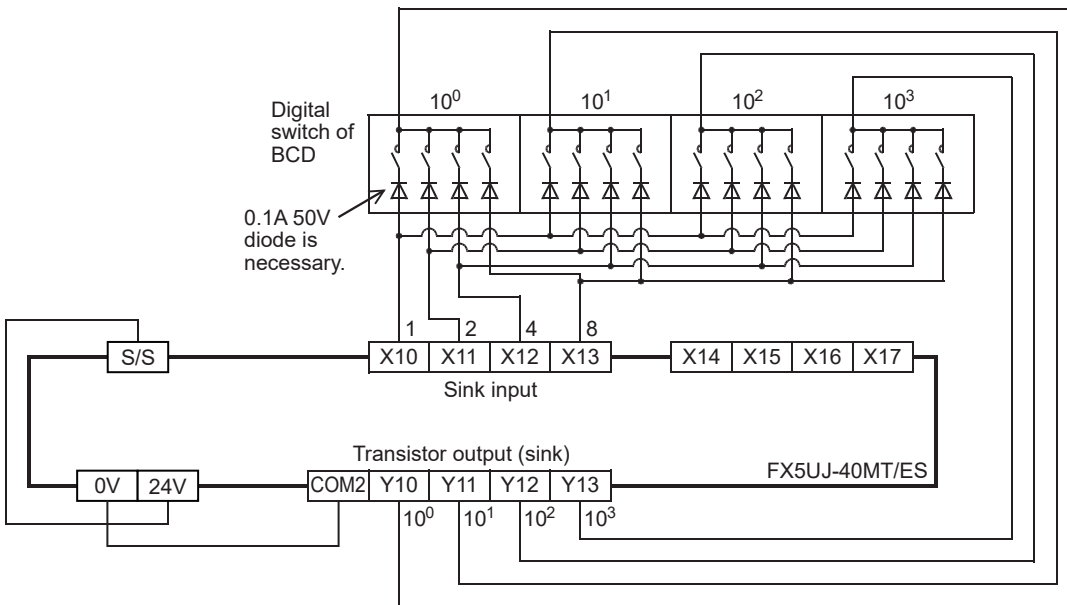 10⁰ 10¹ 10² 10³
Digital
switch of
BCD
0.1A 50V
diode is
necessary.
1 2 4 8
S/S X10 X11 X12 X13 X14 X15 X16 X17
Sink input
Transistor output (sink)
FX5UJ-40MT/ES
0V 24V COM2 Y10 Y11 Y12 Y13
10⁰ 10¹ 10² 10³